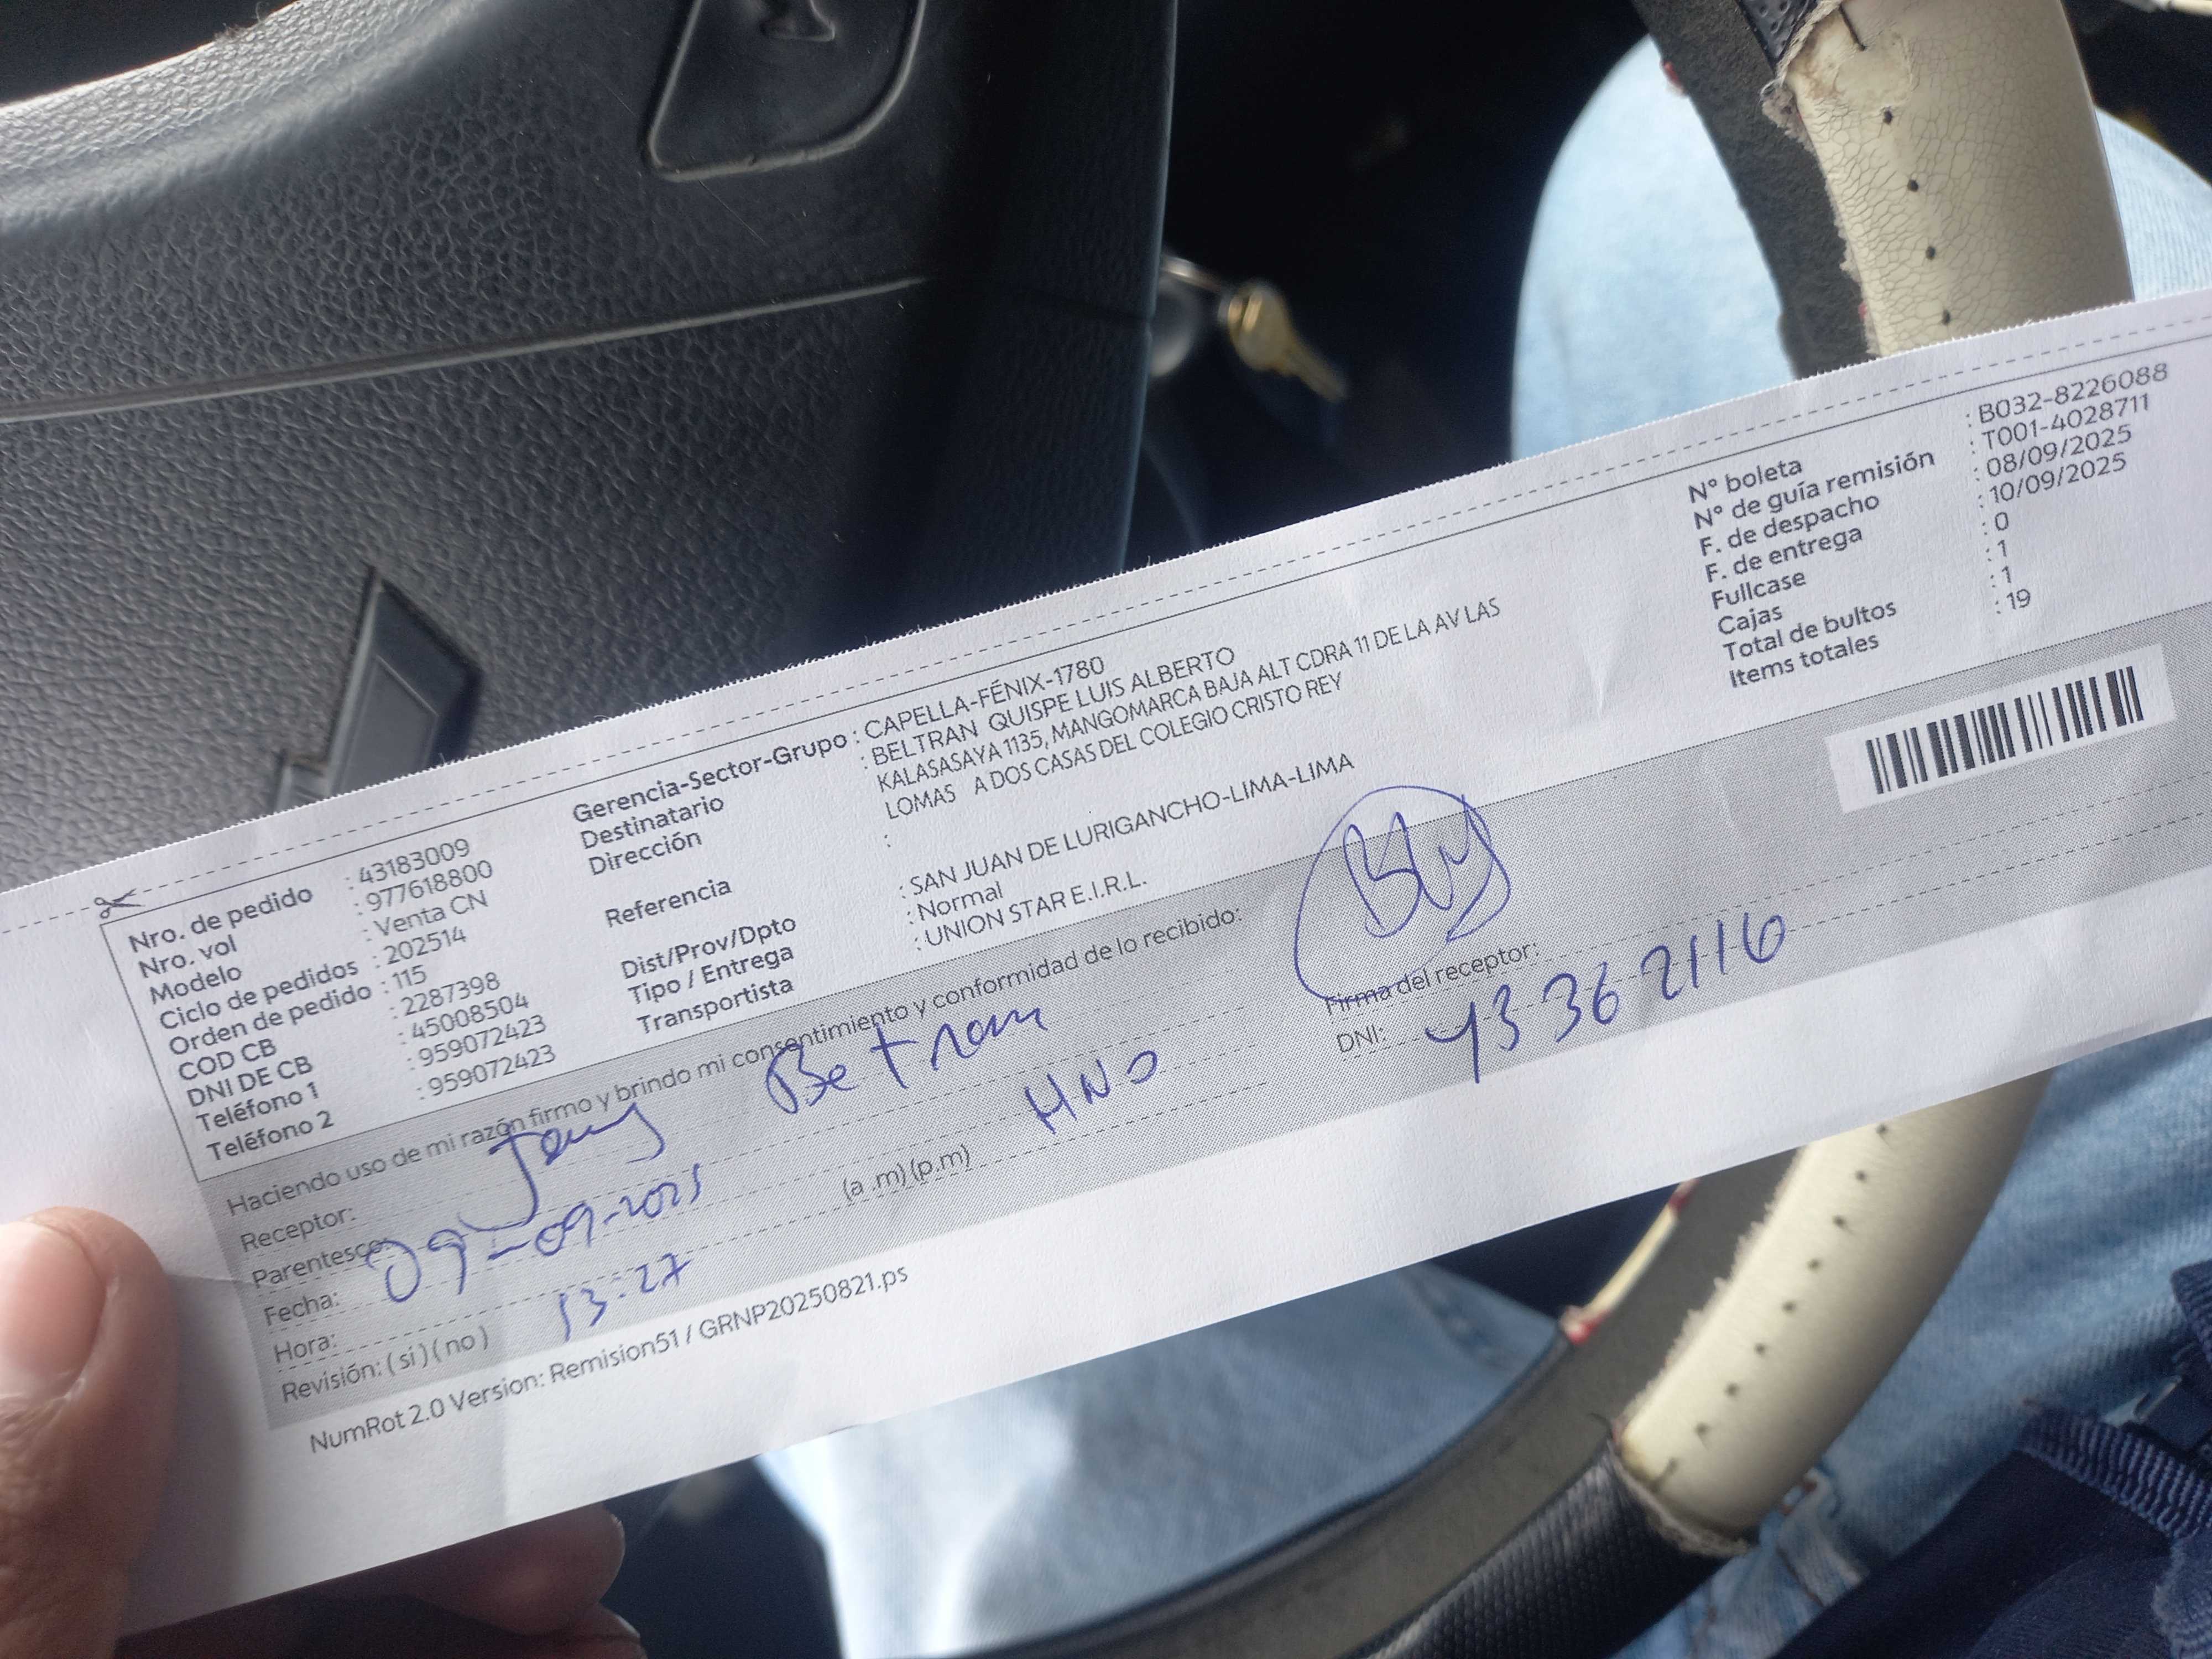 Nro. de pedido : 43183009
Nro. vol : 977618800
Modelo : Venta CN
Ciclo de pedidos : 202514
Orden de pedido : 115
COD CB : 2287398
DNI DE CB : 45008504
Teléfono 1 : 959072423
Teléfono 2 : 959072423
Gerencia-Sector-Grupo : CAPELLA-FÉNIX-1780
Destinatario : BELTRAN QUISPE LUIS ALBERTO
Dirección KALASASAYA 1135, MANGOMARCA BAJA ALT CDRA 11 DE LA AV LAS
LOMAS A DOS CASAS DEL COLEGIO CRISTO REY
Referencia :
Dist/Prov/Dpto : SAN JUAN DE LURIGANCHO-LIMA-LIMA
Tipo / Entrega : Normal
Transportista : UNION STAR E.I.R.L.
N° boleta : B032-8226088
N° de guía remisión : T001-4028711
F. de despacho : 08/09/2025
F. de entrega : 10/09/2025
Fullcase : 0
Cajas : 1
Total de bultos : 1
Items totales : 19
Haciendo uso de mi razón firmo y brindo mi consentimiento y conformidad de lo recibido:
Receptor: Betram
Parentesco: HNO
Fecha: 09-09-2025
Hora: 13:27 (a .m) (p.m)
Revisión: ( si ) ( no )
Firma del receptor:
DNI: 43362116
NumRot 2.0 Version: Remision51 / GRNP20250821.ps